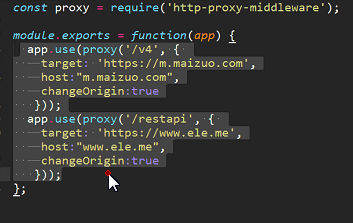 const proxy = require('http-proxy-middleware');
module.exports = function(app) {
app.use(proxy('/v4', {
target: 'https://m.maizuo.com',
host:"m.maizuo.com",
changeOrigin:true
}));
app.use(proxy('/restapi', {
target: 'https://www.ele.me',
host:"www.ele.me",
changeOrigin:true
}));
};